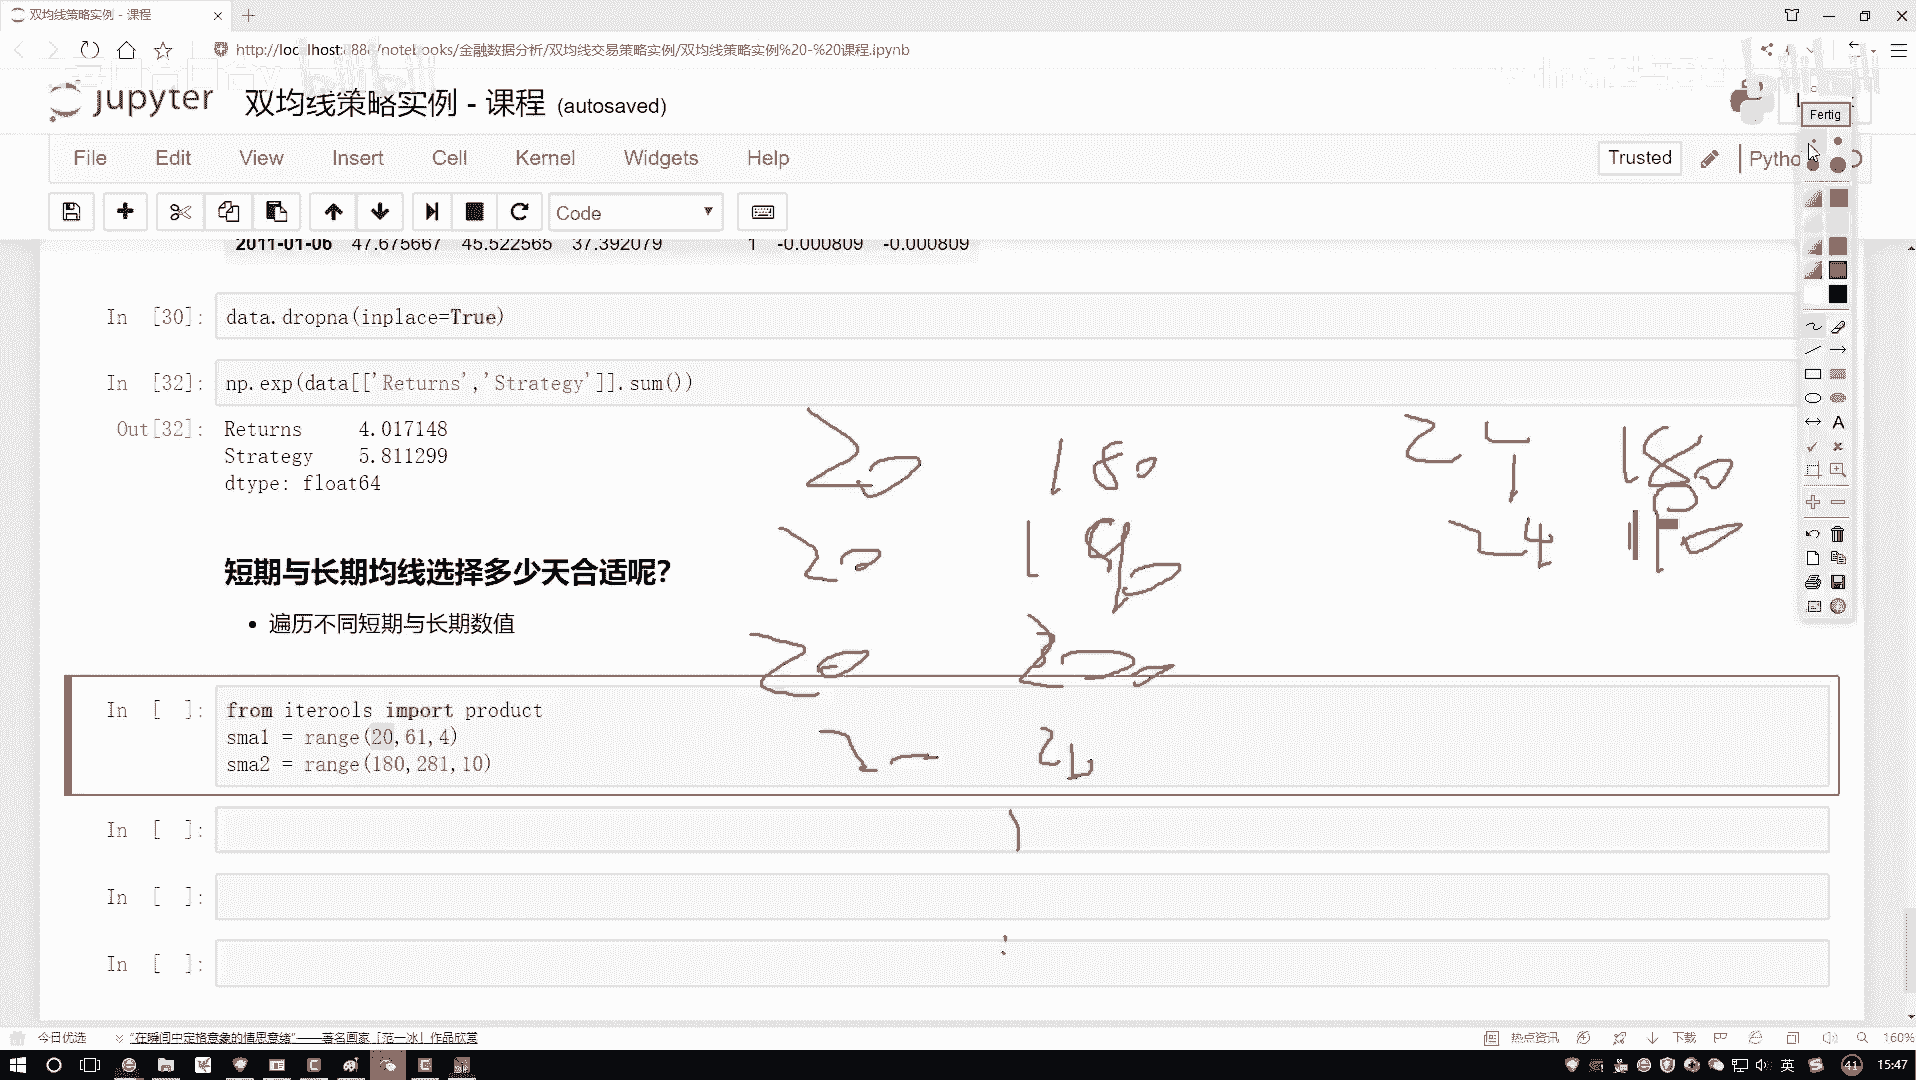 双均线策略实例 - 课程
http://localhost:888/notebooks/金融数据分析/双均线交易策略实例/双均线策略实例%20-%20课程.ipynb
jupyter 双均线策略实例 - 课程 (autosaved)
Fertig
File Edit View Insert Cell Kernel Widgets Help
Trusted
Pytho
Code
2011-01-06 47.675667 45.522565 37.392079 1 -0.000809 -0.000809
In [30]: data.dropna(inplace=True)
In [32]: np.exp(data[['Returns','Strategy']].sum())
Out[32]: Returns 4.017148
Strategy 5.811299
dtype: float64
20 180 24 180
20 190 24
短期与长期均线选择多少天合适呢?
• 遍历不同短期与长期数值
20 200
In [ ]: from iterools import product
sma1 = range(20,61,4)
sma2 = range(180,281,10)
In [ ]:
In [ ]:
In [ ]:
今日优选 “在瞬间中定格意象的情思意绪”——著名画家「范一冰」作品欣赏 热点资讯 下载 160%
英 41 15:47